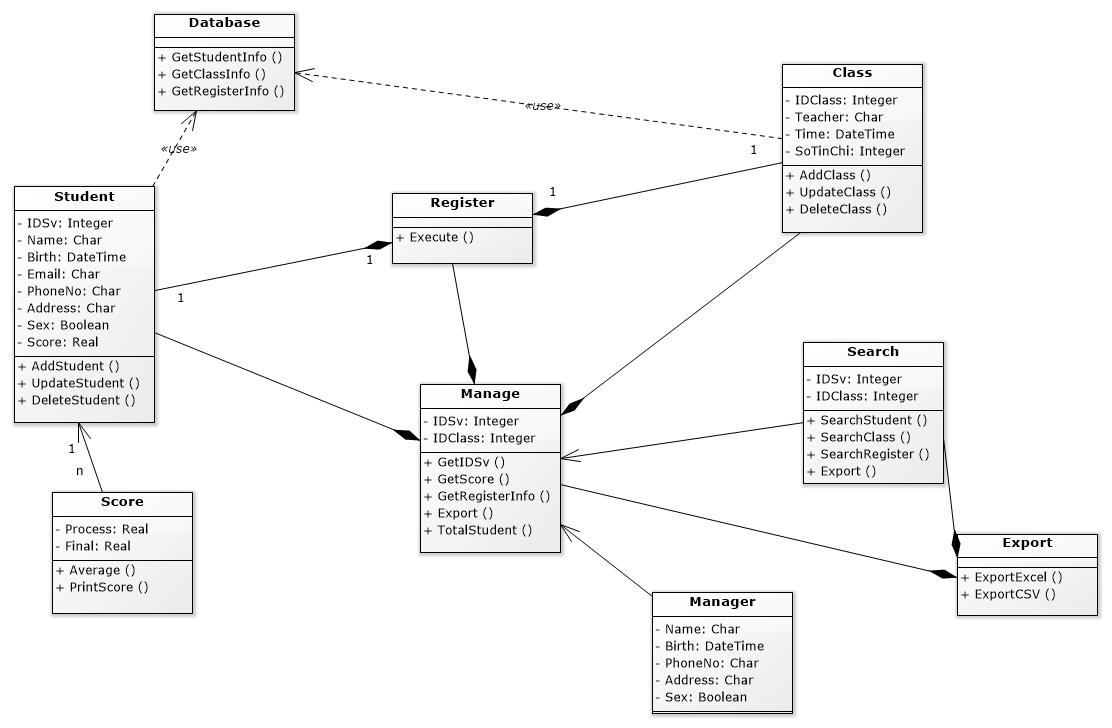 Database
+ GetStudentInfo ()
+ GetClassInfo ()
+ GetRegisterInfo ()
Class
- IDClass: Integer
- Teacher: Char
- Time: DateTime
- SoTinChi: Integer
+ AddClass ()
+ UpdateClass ()
+ DeleteClass ()
«use»
«use»
1
1
Student
- IDSv: Integer
- Name: Char
- Birth: DateTime
- Email: Char
- PhoneNo: Char
- Address: Char
- Sex: Boolean
- Score: Real
+ AddStudent ()
+ UpdateStudent ()
+ DeleteStudent ()
Register
+ Execute ()
1
1
Manage
- IDSv: Integer
- IDClass: Integer
+ GetIDSv ()
+ GetScore ()
+ GetRegisterInfo ()
+ Export ()
+ TotalStudent ()
Search
- IDSv: Integer
- IDClass: Integer
+ SearchStudent ()
+ SearchClass ()
+ SearchRegister ()
+ Export ()
1
n
Score
- Process: Real
- Final: Real
+ Average ()
+ PrintScore ()
Export
+ ExportExcel ()
+ ExportCSV ()
Manager
- Name: Char
- Birth: DateTime
- PhoneNo: Char
- Address: Char
- Sex: Boolean